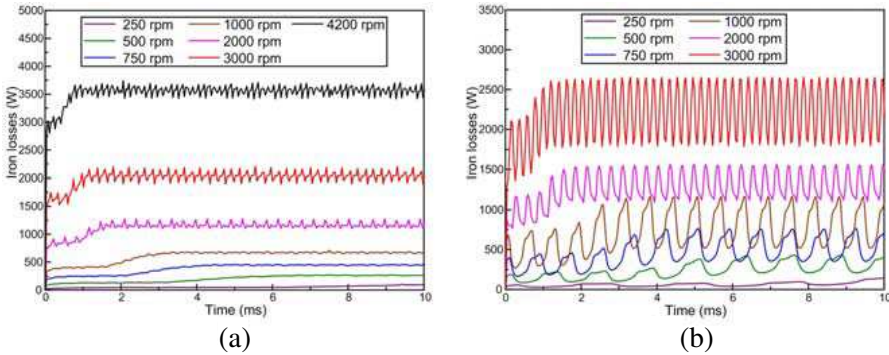 5000
4500
4000
3500
3000
2500
2000
1500
1000
500
0
Iron losses (W)
250 rpm 1000 rpm 4200 rpm
500 rpm 2000 rpm
750 rpm 3000 rpm
0 2 4 6 8 10
Time (ms)
(a)
3500
3000
2500
2000
1500
1000
500
0
Iron losses (W)
250 rpm 1000 rpm
500 rpm 2000 rpm
750 rpm 3000 rpm
0 2 4 6 8 10
Time (ms)
(b)